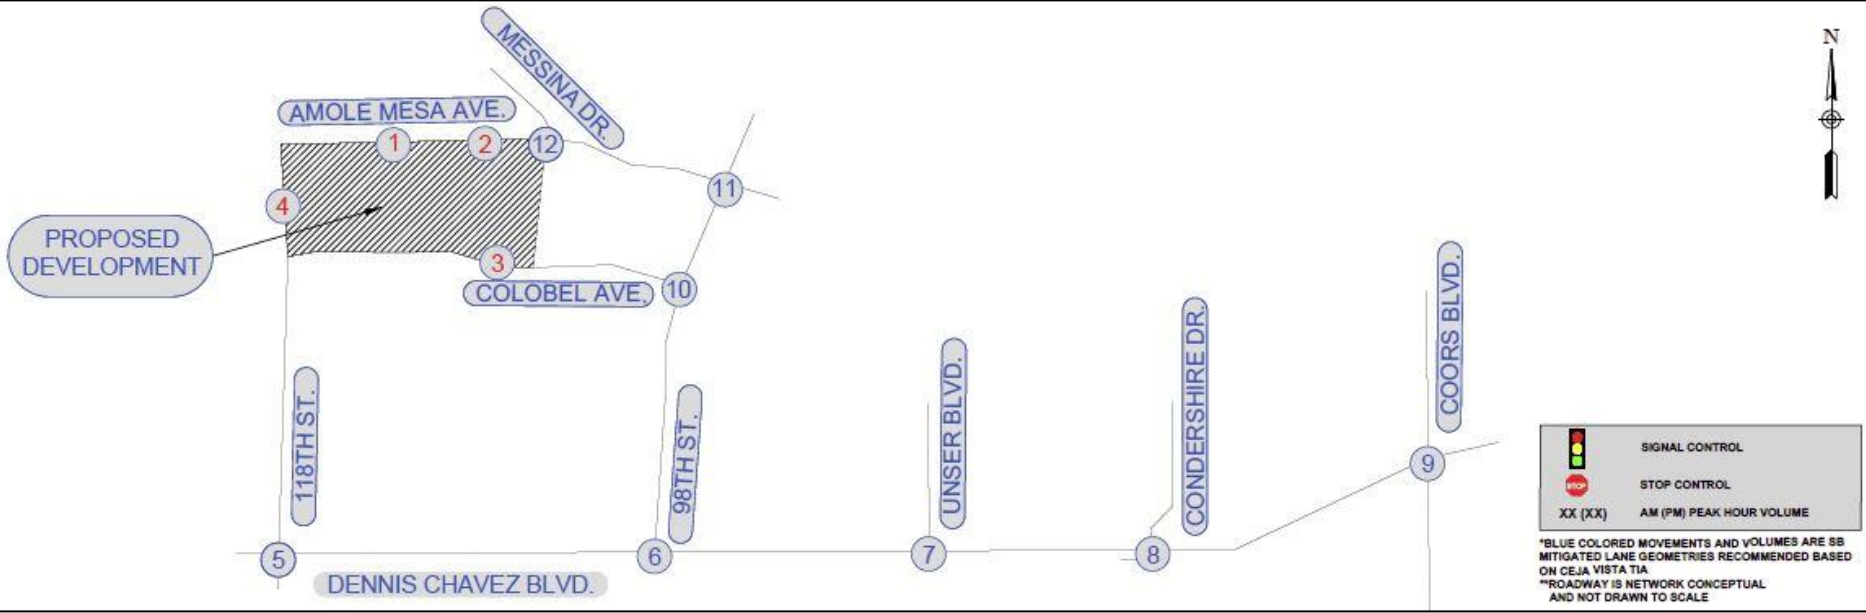 MESSINA DR.
N
AMOLE MESA AVE.
1
2
12
11
4
PROPOSED
DEVELOPMENT
3
COLOBEL AVE.
10
118TH ST.
98TH ST.
UNSER BLVD.
CONDERSHIRE DR.
COORS BLVD.
9
5
6
7
8
DENNIS CHAVEZ BLVD.
SIGNAL CONTROL
STOP
STOP CONTROL
XX (XX) AM (PM) PEAK HOUR VOLUME
*BLUE COLORED MOVEMENTS AND VOLUMES ARE SB
MITIGATED LANE GEOMETRIES RECOMMENDED BASED
ON CEJA VISTA TIA
**ROADWAY IS NETWORK CONCEPTUAL
AND NOT DRAWN TO SCALE